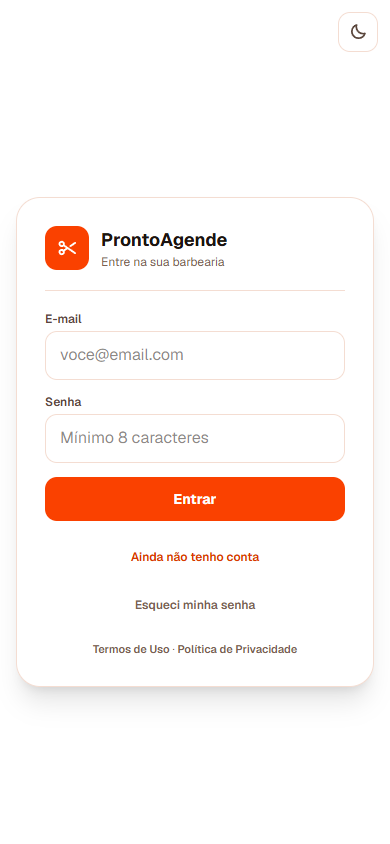 ProntoAgende
Entre na sua barbearia
E-mail
voce@email.com
Senha
Mínimo 8 caracteres
Entrar
Ainda não tenho conta
Esqueci minha senha
Termos de Uso · Política de Privacidade